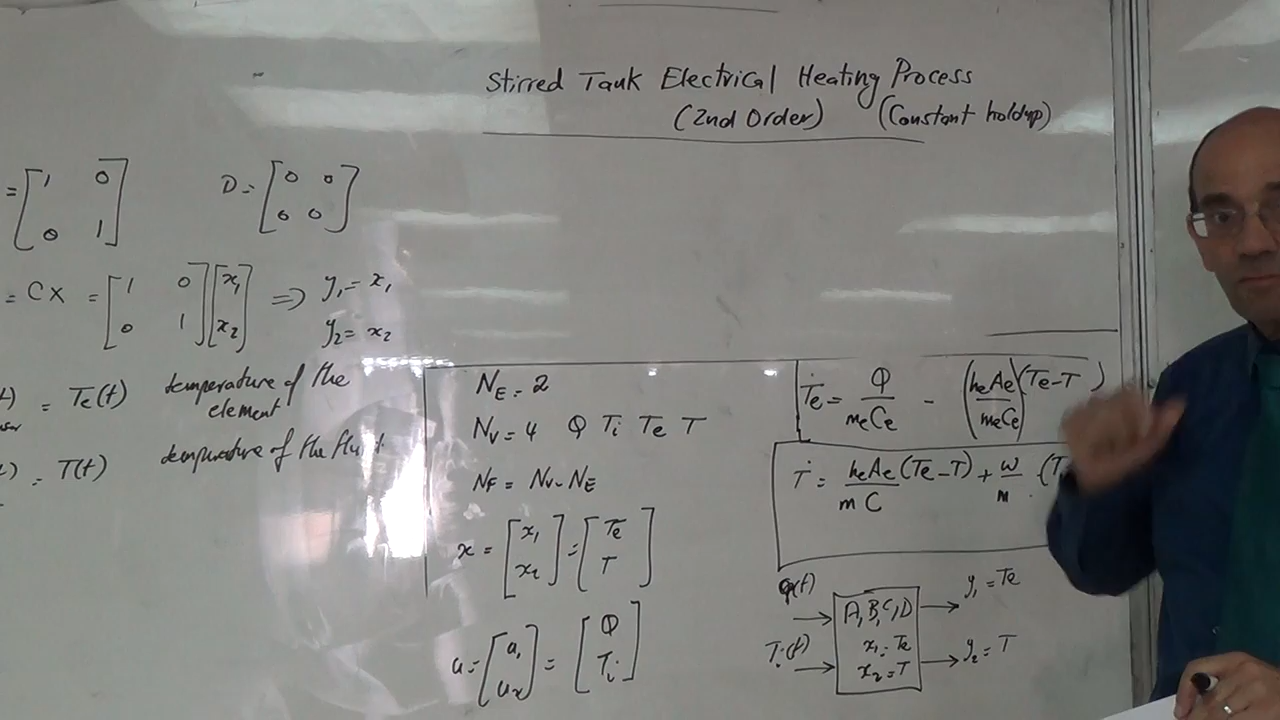 Stirred Tank Electrical Heating Process
(2nd Order) (Constant holdup)
= [1 0
0 1]
D = [0 0
0 0]
= CX = [1 0
0 1] [x1
x2] ⇒ y1 = x1
y2 = x2
= Te(t) temperature of the
element
= T(t) temperature of the
NE = 2
NV = 4 Q Ti Te T
NF = NV - NE
x = [x1
x2] = [Te
T]
u = [u1
u2] = [Q
Ti]
Ṫe = Q/meCe - (heAe/meCe)(Te-T)
Ṫ = heAe/mC (Te-T) + w/m . (T
Q(t)
Ti(t)
A, B, C, D
x1 = Te
x2 = T
y1 = Te
y2 = T